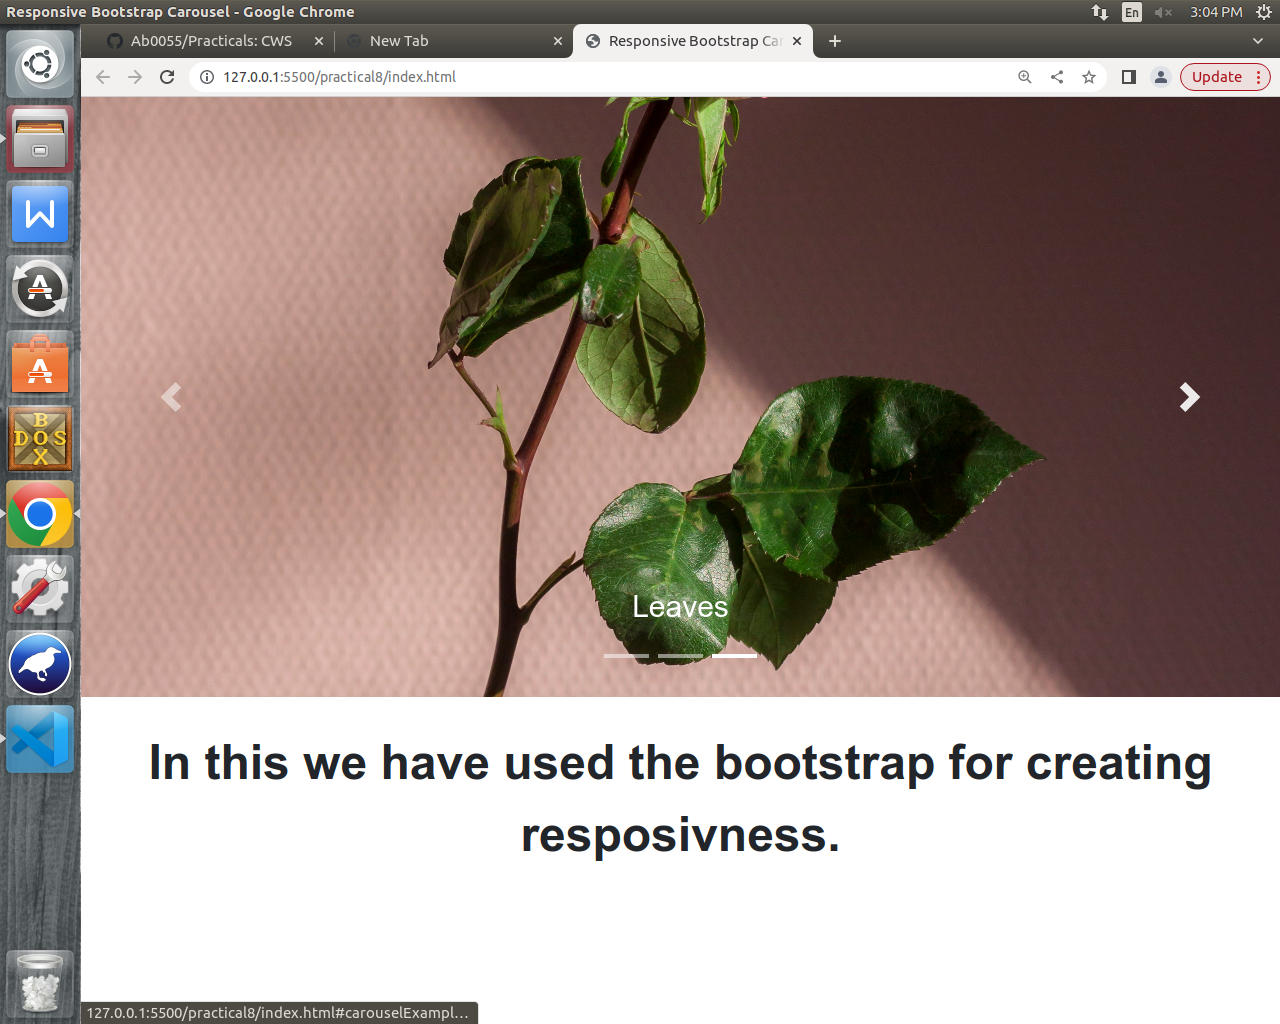 Responsive Bootstrap Carousel - Google Chrome
En
3:04 PM
Ab0055/Practicals: CWS
New Tab
Responsive Bootstrap Car
127.0.0.1:5500/practical8/index.html
Update
B
DOS
X
Leaves
In this we have used the bootstrap for creating
resposivness.
127.0.0.1:5500/practical8/index.html#carouselExampl…